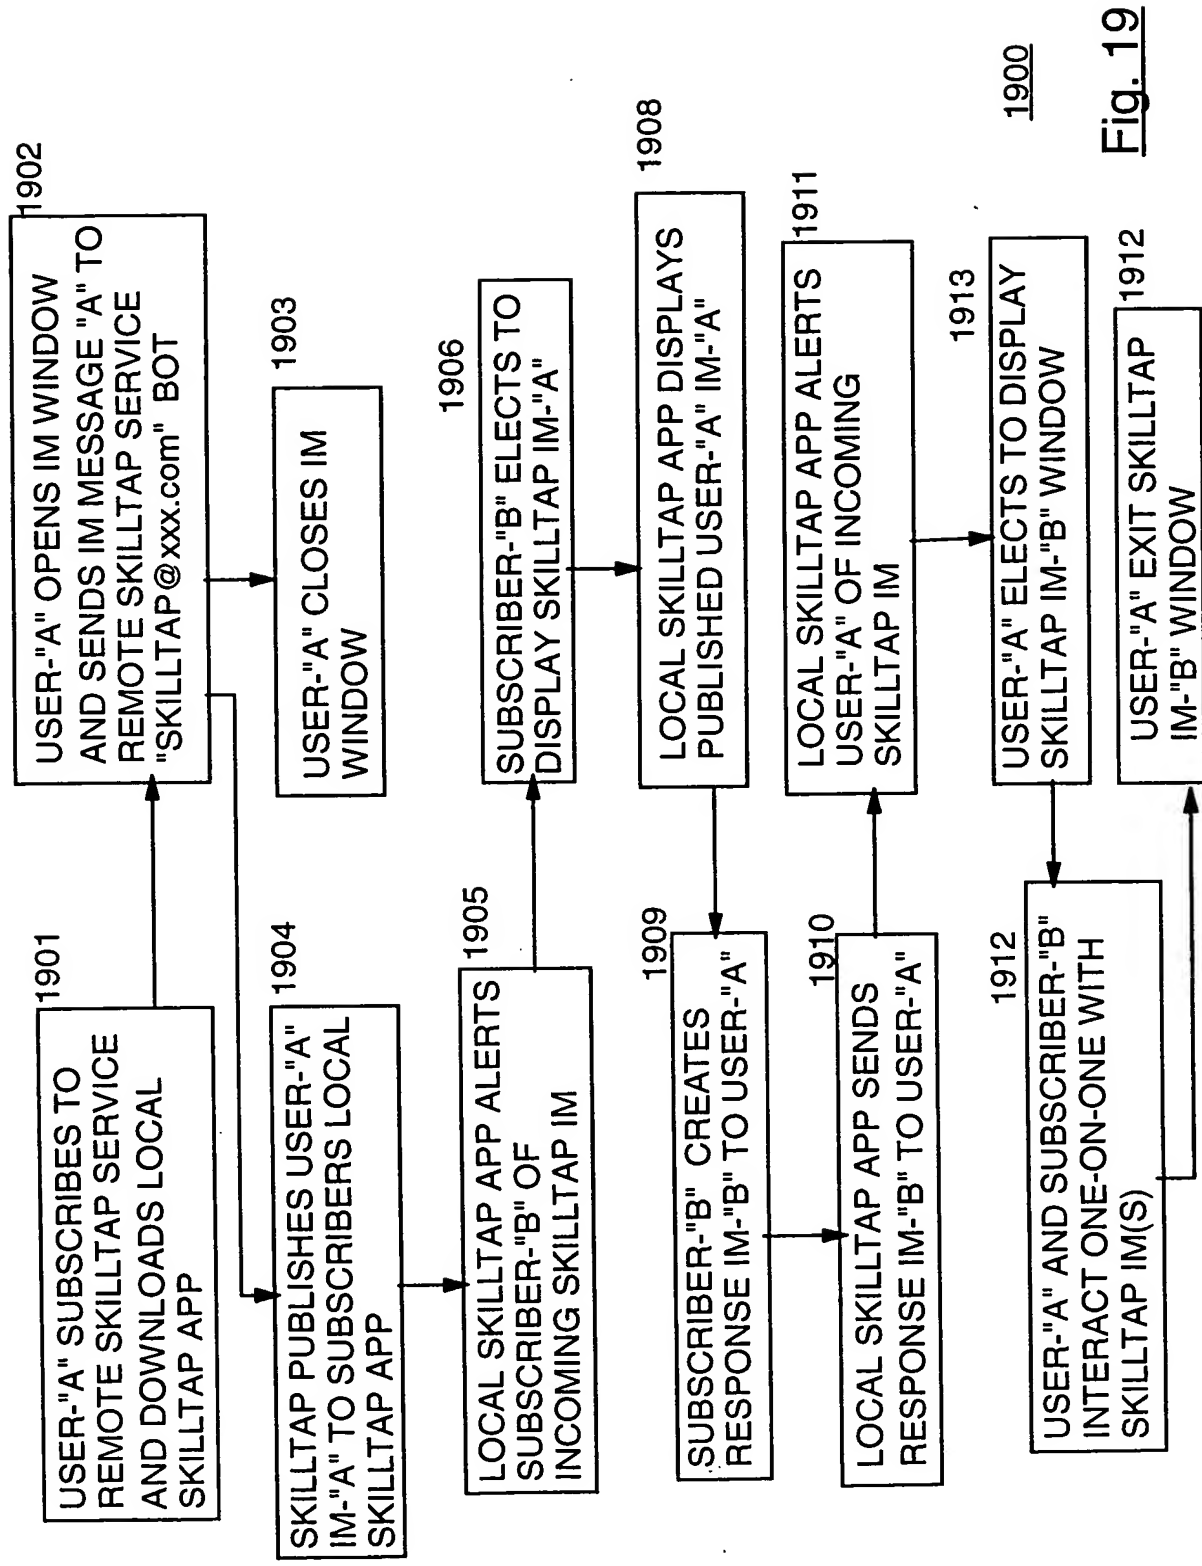 1901
USER-"A" SUBSCRIBES TO
REMOTE SKILLTAP SERVICE
AND DOWNLOADS LOCAL
SKILLTAP APP
1902
USER-"A" OPENS IM WINDOW
AND SENDS IM MESSAGE "A" TO
REMOTE SKILLTAP SERVICE
"SKILLTAP@xxx.com" BOT
1903
USER-"A" CLOSES IM
WINDOW
1904
SKILLTAP PUBLISHES USER-"A"
IM-"A" TO SUBSCRIBERS LOCAL
SKILLTAP APP
1905
LOCAL SKILLTAP APP ALERTS
SUBSCRIBER-"B" OF
INCOMING SKILLTAP IM
1906
SUBSCRIBER-"B" ELECTS TO
DISPLAY SKILLTAP IM-"A"
1908
LOCAL SKILLTAP APP DISPLAYS
PUBLISHED USER-"A" IM-"A"
1909
SUBSCRIBER-"B" CREATES
RESPONSE IM-"B" TO USER-"A"
1910
LOCAL SKILLTAP APP SENDS
RESPONSE IM-"B" TO USER-"A"
1911
LOCAL SKILLTAP APP ALERTS
USER-"A" OF INCOMING
SKILLTAP IM
1913
USER-"A" ELECTS TO DISPLAY
SKILLTAP IM-"B" WINDOW
1912
USER-"A" AND SUBSCRIBER-"B"
INTERACT ONE-ON-ONE WITH
SKILLTAP IM(S)
1912
USER-"A" EXIT SKILLTAP
IM-"B" WINDOW
1900
Fig. 19